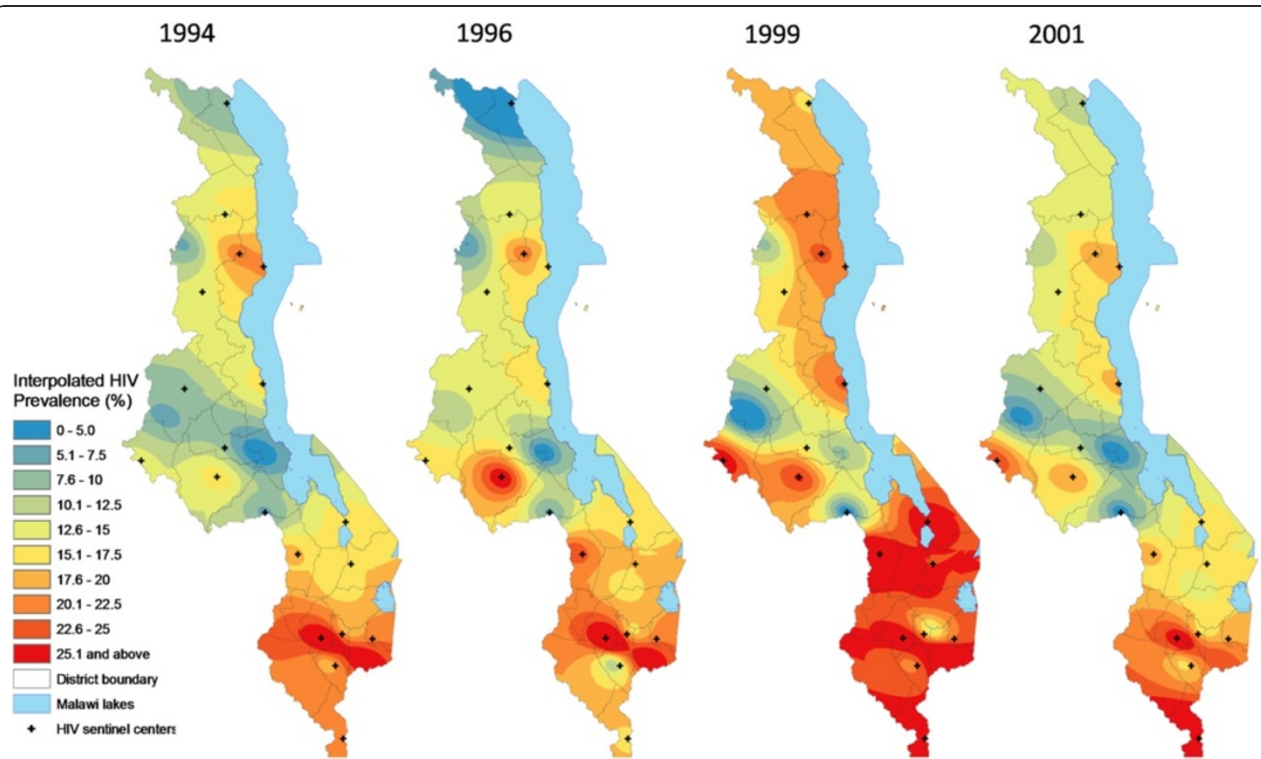 1994 1996 1999 2001
Interpolated HIV
Prevalence (%)
0 - 5.0
5.1 - 7.5
7.6 - 10
10.1 - 12.5
12.6 - 15
15.1 - 17.5
17.6 - 20
20.1 - 22.5
22.6 - 25
25.1 and above
District boundary
Malawi lakes
HIV sentinel centers